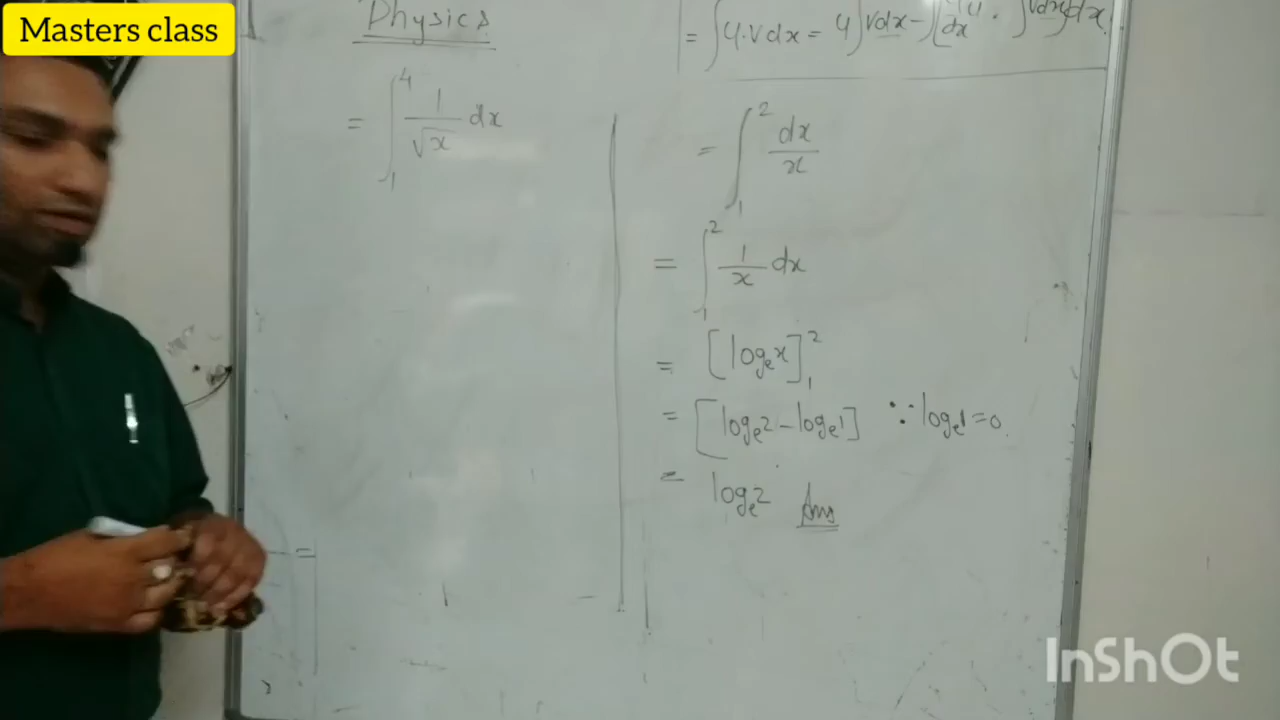 Masters class
Physics
= ∫₁⁴ 1/√x dx
= ∫u.v dx = u∫v dx - ∫[d/dx u . ∫v dx] dx
= ∫₁² dx/x
= ∫₁² 1/x dx
= [logₑx]₁²
= [logₑ2 - logₑ1] ∵ logₑ1 = 0
= logₑ2 Ans
=
InShOt